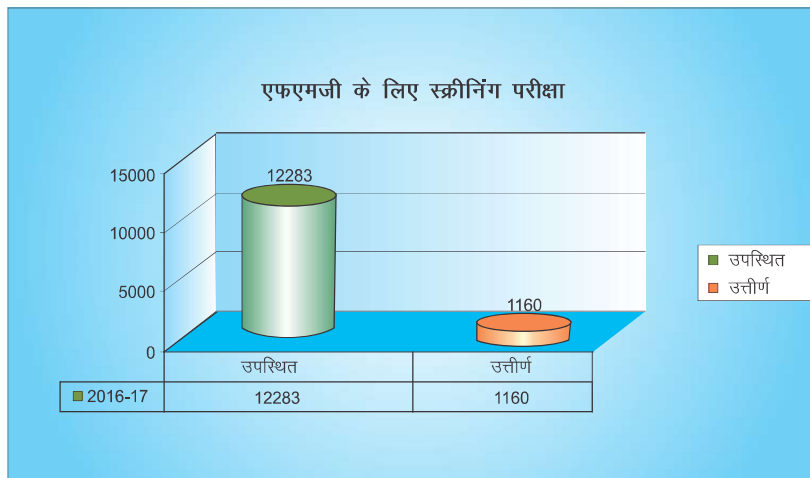 एफएमजी के लिए स्क्रीनिंग परीक्षा
15000
10000
5000
0
12283
1160
उपस्थित
उत्तीर्ण
उपस्थित उत्तीर्ण
2016-17 12283 1160